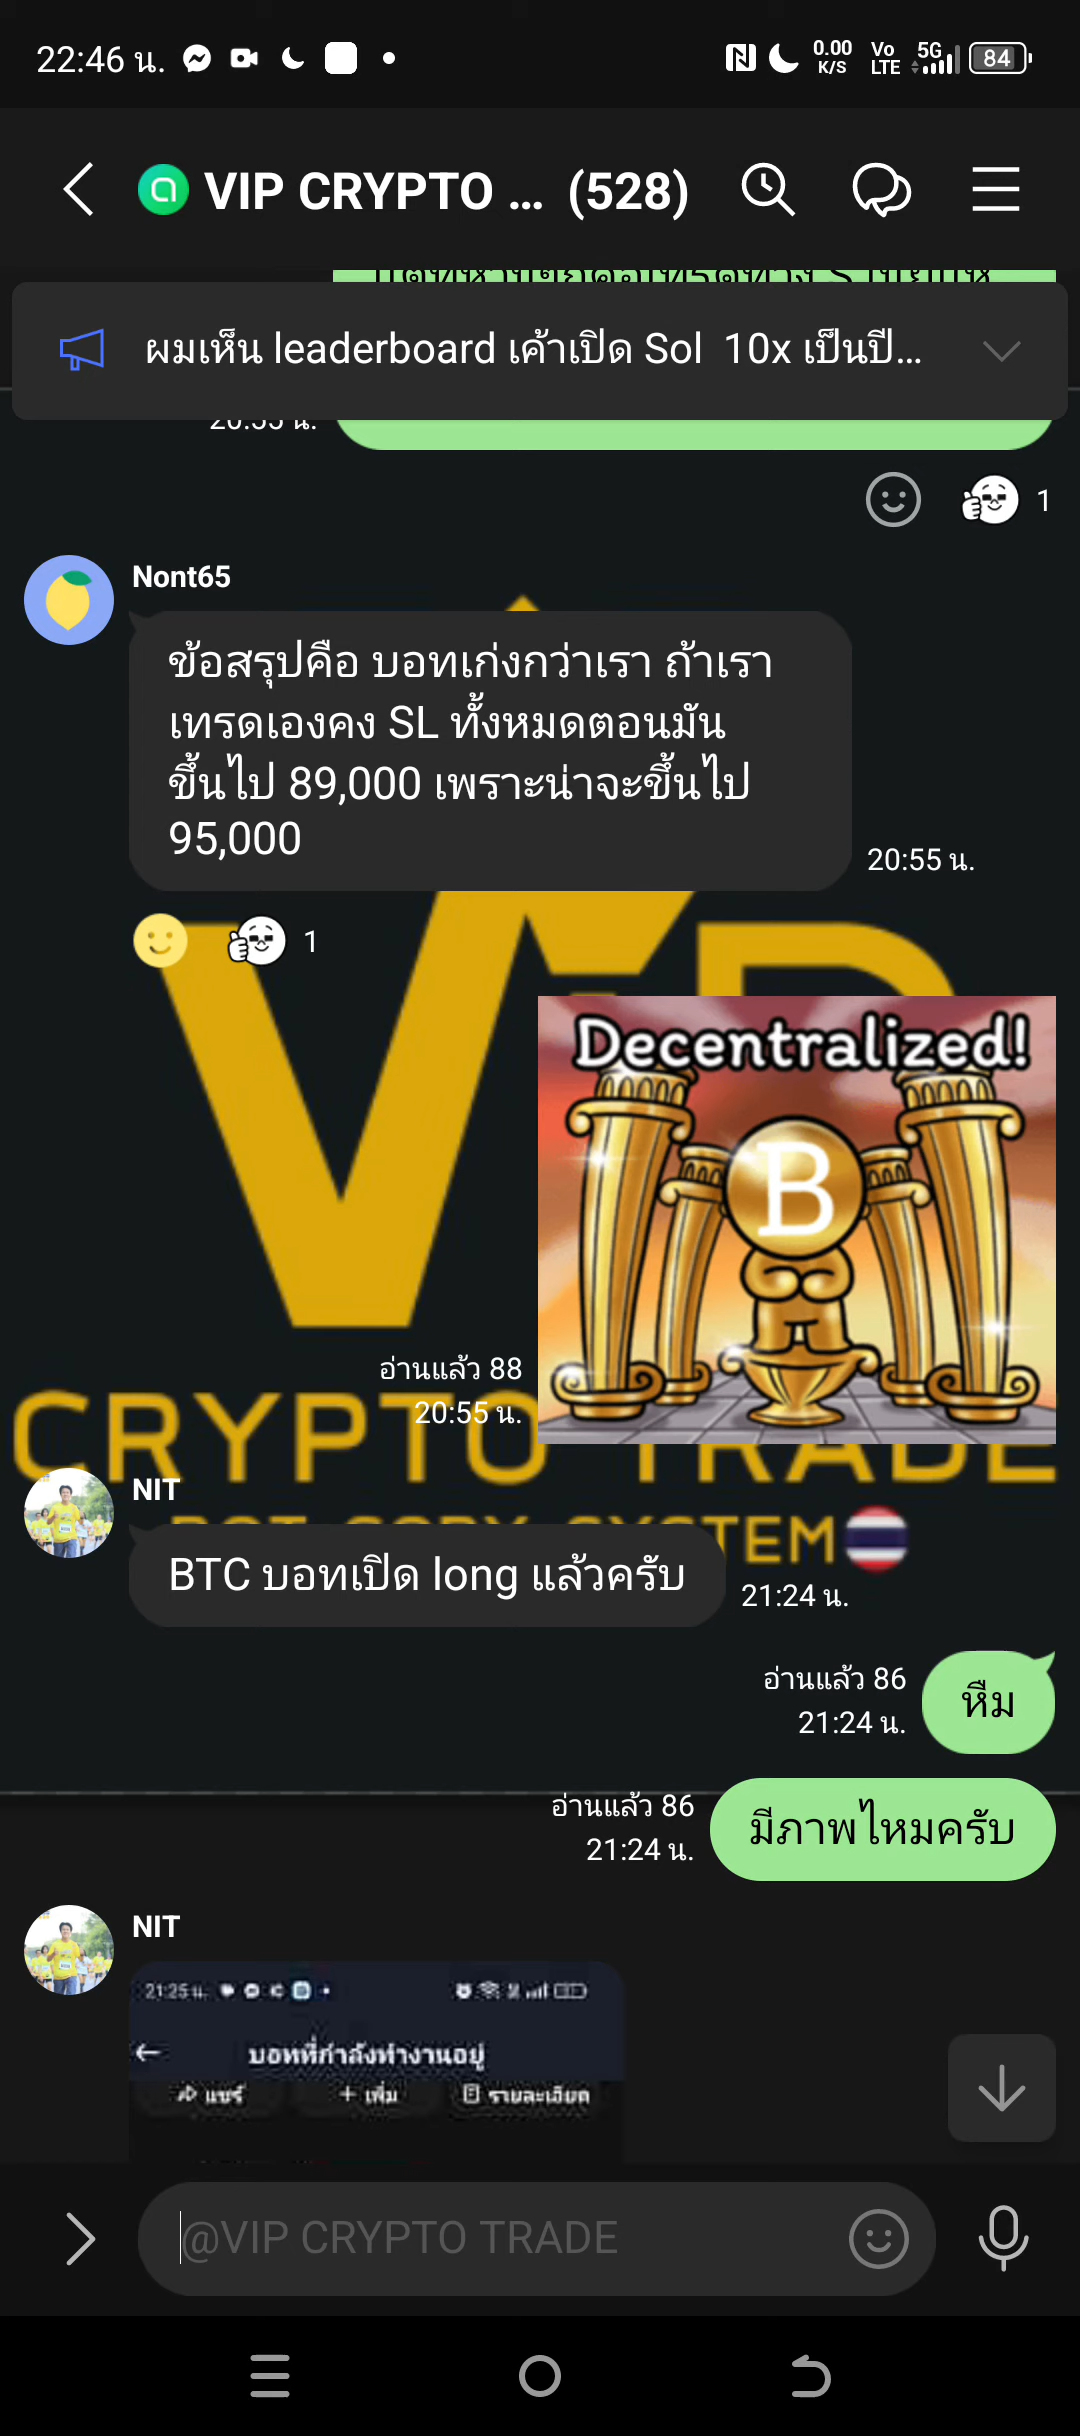 22:46 น.
0.00
K/S
Vo
LTE
5G
84
VIP CRYPTO ... (528)
ผมเห็น leaderboard เค้าเปิด Sol 10x เป็นปี...
20:55 น.
1
Nont65
ข้อสรุปคือ บอทเก่งกว่าเรา ถ้าเรา
เทรดเองคง SL ทั้งหมดตอนมัน
ขึ้นไป 89,000 เพราะน่าจะขึ้นไป
95,000
20:55 น.
1
Decentralized!
B
อ่านแล้ว 88
20:55 น.
CRYPTO TRADE
NIT
BTC บอทเปิด long แล้วครับ
21:24 น.
อ่านแล้ว 86
21:24 น.
หืม
อ่านแล้ว 86
21:24 น.
มีภาพไหมครับ
NIT
21:25 น.
บอทที่กำลังทำงานอยู่
แชร์
+ เพิ่ม
รายละเอียด
@VIP CRYPTO TRADE